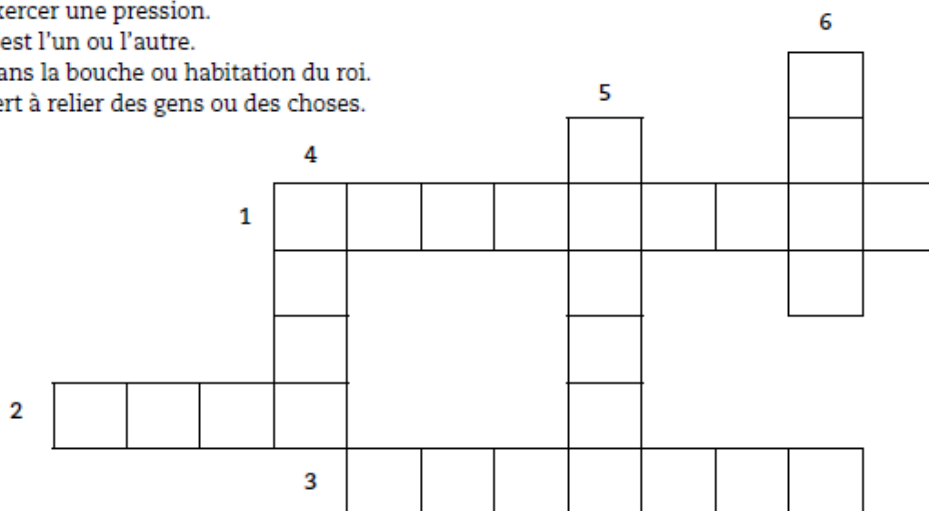 xercer une pression.
est l'un ou l'autre.
ans la bouche ou habitation du roi.
ert à relier des gens ou des choses.
6
5
4
1
2
3